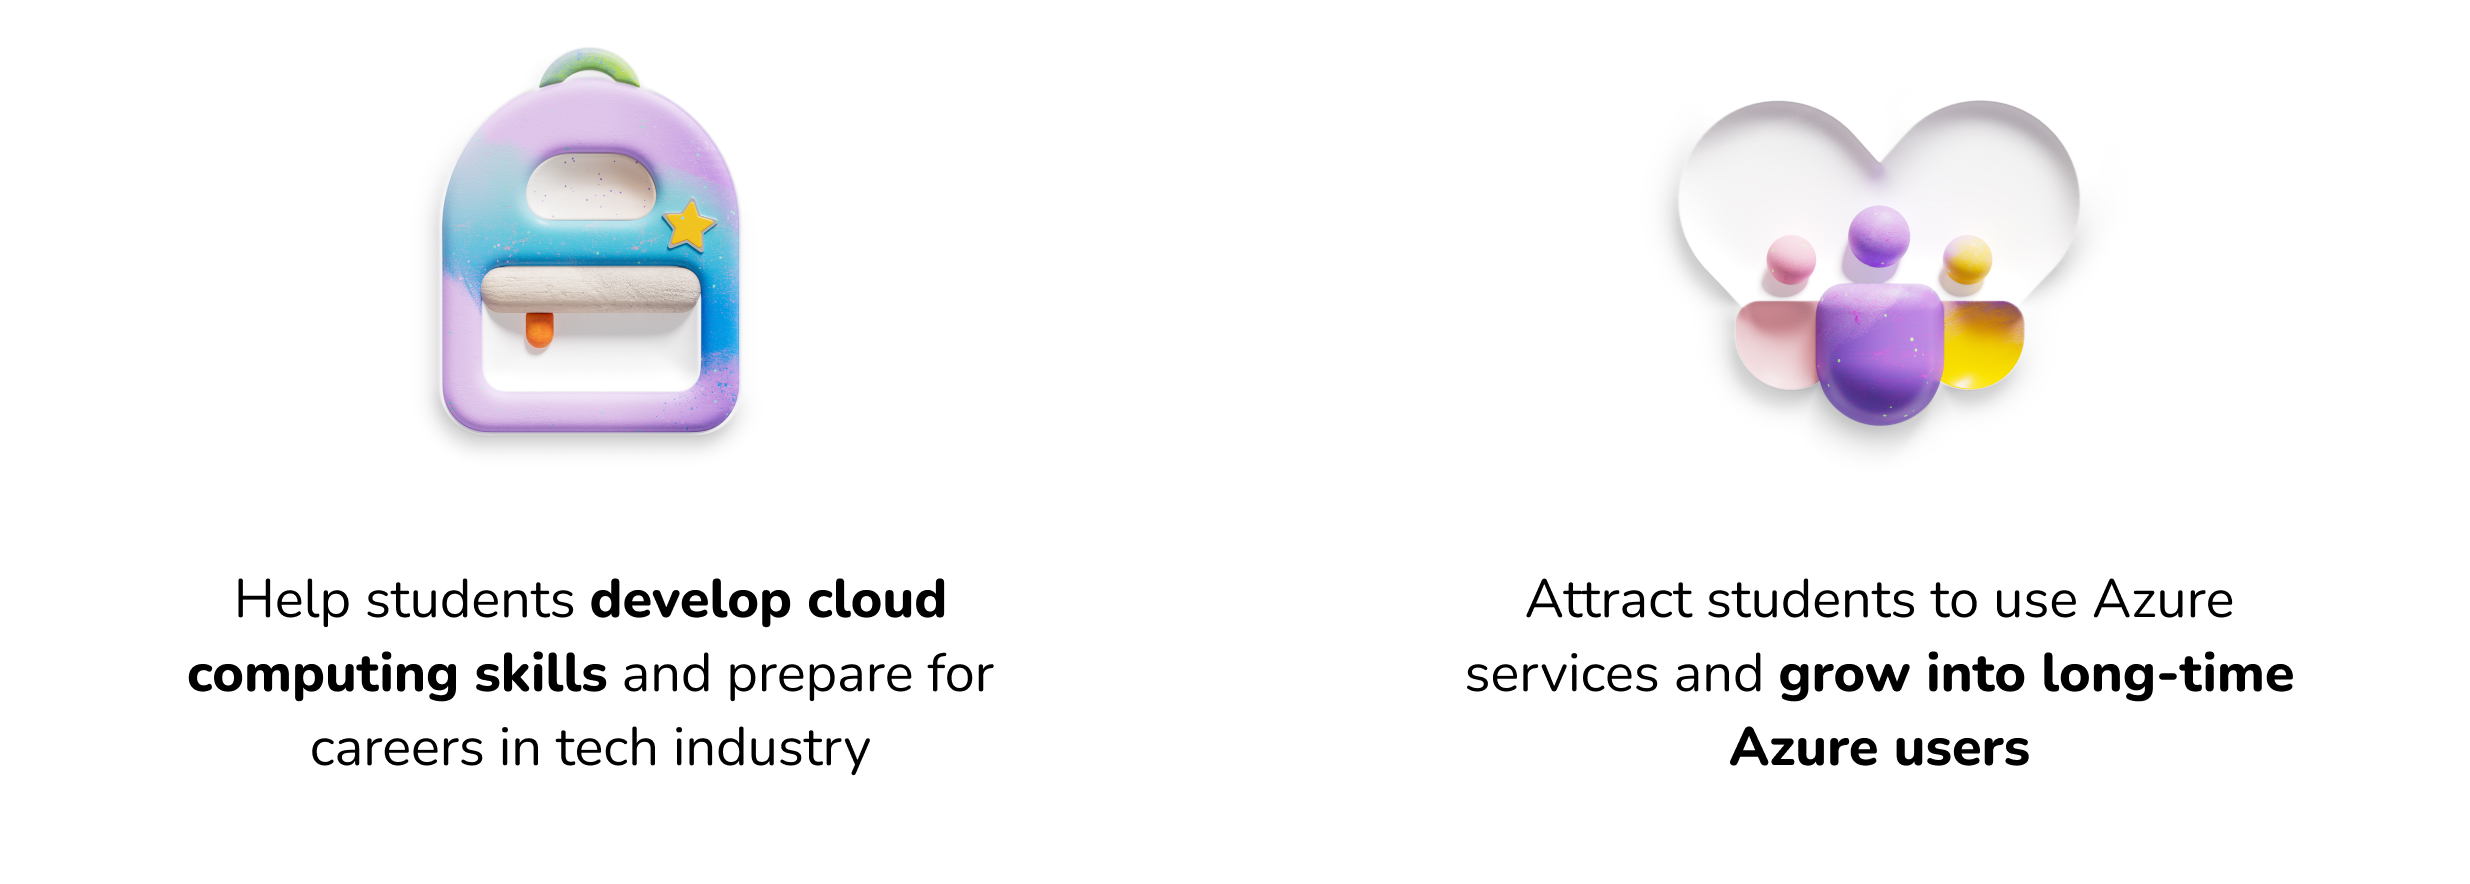 Help students develop cloud
computing skills and prepare for
careers in tech industry
Attract students to use Azure
services and grow into long-time
Azure users